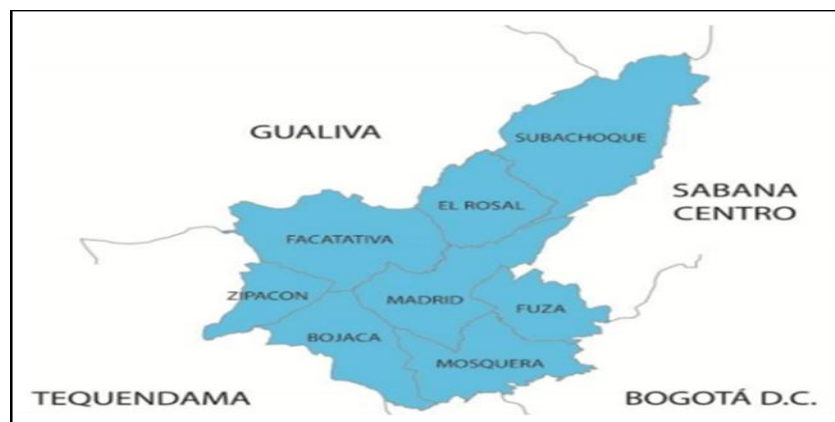 GUALIVA
SUBACHOQUE
SABANA
CENTRO
EL ROSAL
FACATATIVA
ZIPACON
MADRID
FUZA
BOJACA
MOSQUERA
TEQUENDAMA
BOGOTÁ D.C.